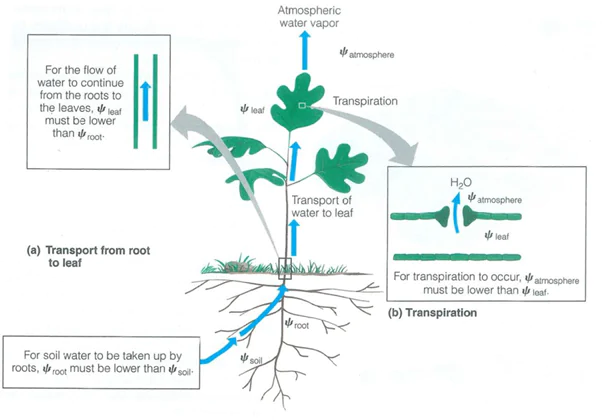 Atmospheric
water vapor
ψ atmosphere
For the flow of
water to continue
from the roots to
the leaves, ψ leaf
must be lower
than ψ root.
ψ leaf
Transpiration
H₂O
ψ atmosphere
ψ leaf
For transpiration to occur, ψ atmosphere
must be lower than ψ leaf.
(b) Transpiration
Transport of
water to leaf
(a) Transport from root
to leaf
ψ root
ψ soil
For soil water to be taken up by
roots, ψ root must be lower than ψ soil.